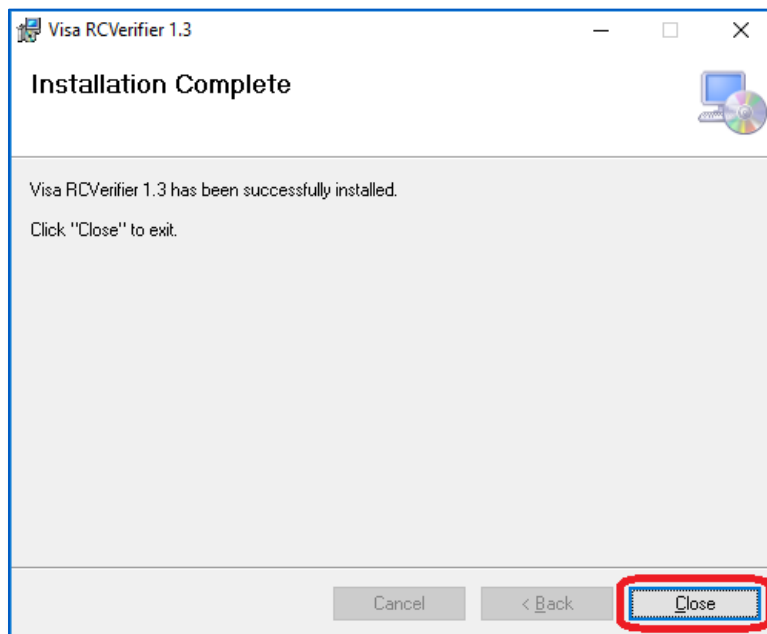 Visa RCVerifier 1.3
Installation Complete
Visa RCVerifier 1.3 has been successfully installed.
Click "Close" to exit.
Cancel
< Back
Close